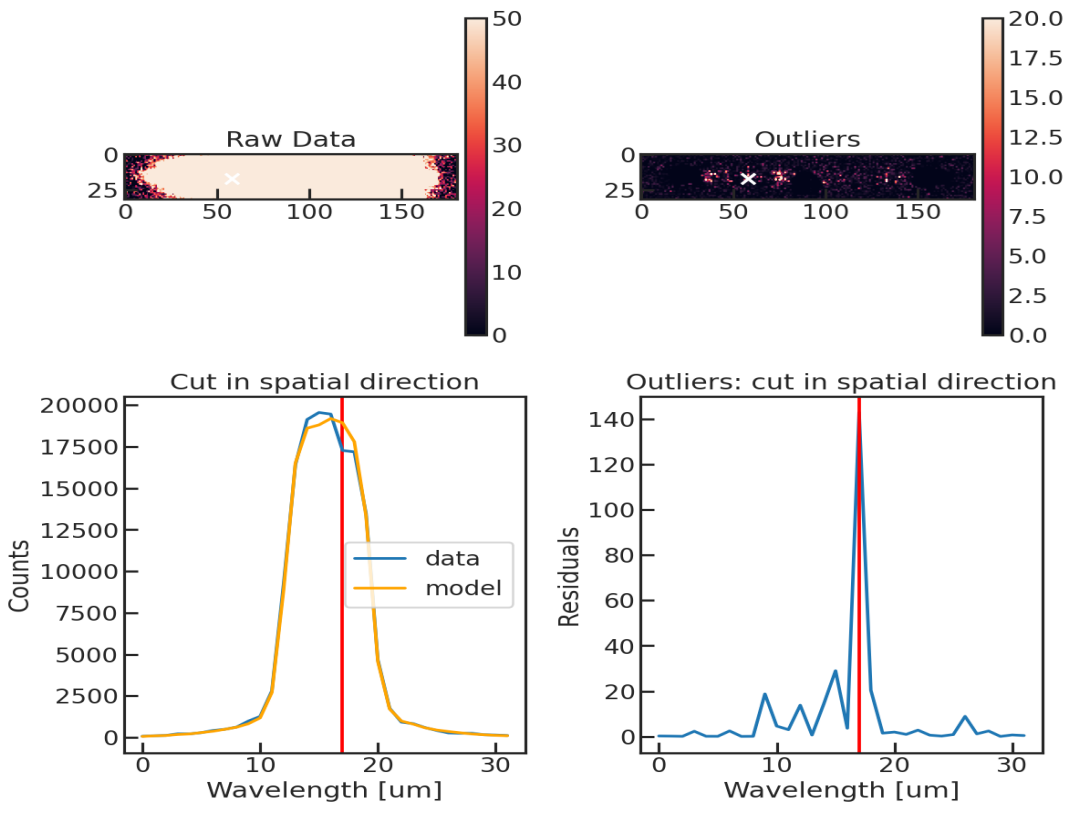 Raw Data
0
25
0 50 100 150
50
40
30
20
10
0
Outliers
0
25
0 50 100 150
20.0
17.5
15.0
12.5
10.0
7.5
5.0
2.5
0.0
Cut in spatial direction
20000
17500
15000
12500
10000
7500
5000
2500
0
Counts
data
model
0 10 20 30
Wavelength [um]
Outliers: cut in spatial direction
140
120
100
80
60
40
20
0
Residuals
0 10 20 30
Wavelength [um]